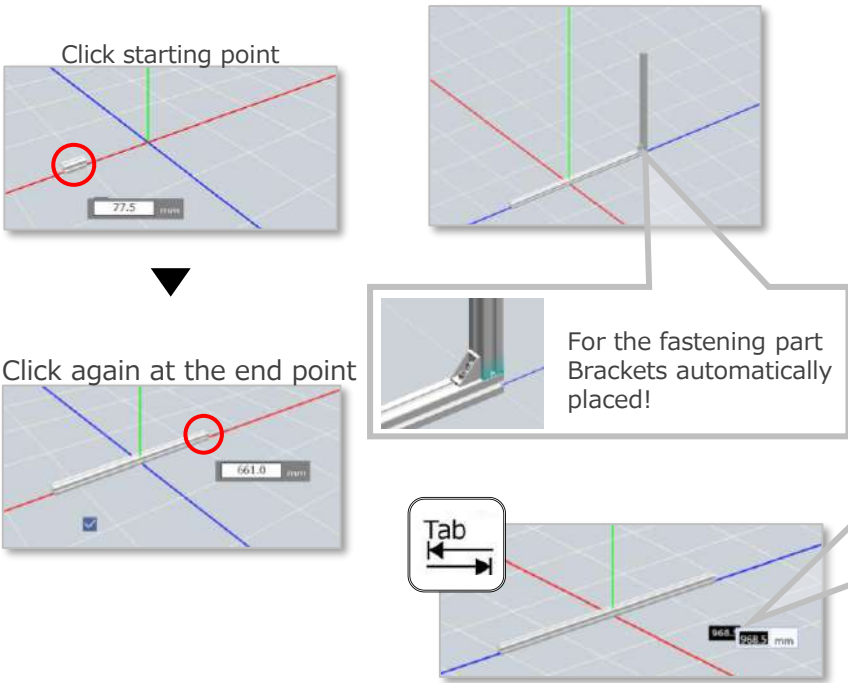 Click starting point
77.5 mm
Click again at the end point
661.0 mm
For the fastening part
Brackets automatically
placed!
Tab
968.5 mm